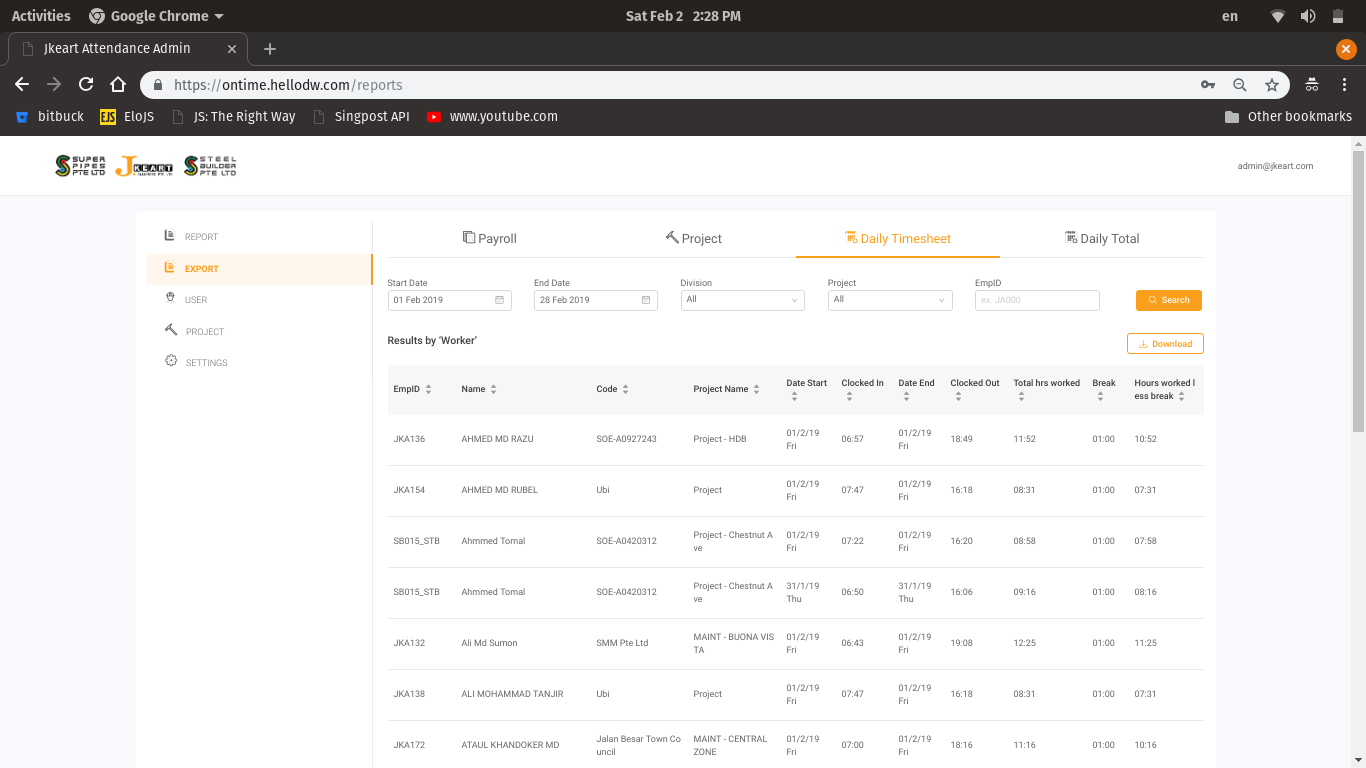 Activities Google Chrome Sat Feb 2 2:28 PM en
Jkeart Attendance Admin
https://ontime.hellodw.com/reports
bitbuck EJS EloJS JS: The Right Way Singpost API www.youtube.com Other bookmarks
SUPER PIPES PTE LTD JKEART STEEL BUILDER PTE LTD
admin@jkeart.com
REPORT
EXPORT
USER
PROJECT
SETTINGS
Payroll Project Daily Timesheet Daily Total
Start Date End Date Division Project EmpID
01 Feb 2019 28 Feb 2019 All All ex. JA000 Search
Results by ‘Worker’ Download
EmpID Name Code Project Name Date Start Clocked In Date End Clocked Out Total hrs worked Break Hours worked l
ess break
JKA136 AHMED MD RAZU SOE-A0927243 Project - HDB 01/2/19 06:57 01/2/19 18:49 11:52 01:00 10:52
Fri Fri
JKA154 AHMED MD RUBEL Ubi Project 01/2/19 07:47 01/2/19 16:18 08:31 01:00 07:31
Fri Fri
SB015_STB Ahmmed Tomal SOE-A0420312 Project - Chestnut A 01/2/19 07:22 01/2/19 16:20 08:58 01:00 07:58
ve Fri Fri
SB015_STB Ahmmed Tomal SOE-A0420312 Project - Chestnut A 31/1/19 06:50 31/1/19 16:06 09:16 01:00 08:16
ve Thu Thu
JKA132 Ali Md Sumon SMM Pte Ltd MAINT - BUONA VIS 01/2/19 06:43 01/2/19 19:08 12:25 01:00 11:25
TA Fri Fri
JKA138 ALI MOHAMMAD TANJIR Ubi Project 01/2/19 07:47 01/2/19 16:18 08:31 01:00 07:31
Fri Fri
JKA172 ATAUL KHANDOKER MD Jalan Besar Town Co MAINT - CENTRAL 01/2/19 07:00 01/2/19 18:16 11:16 01:00 10:16
uncil ZONE Fri Fri